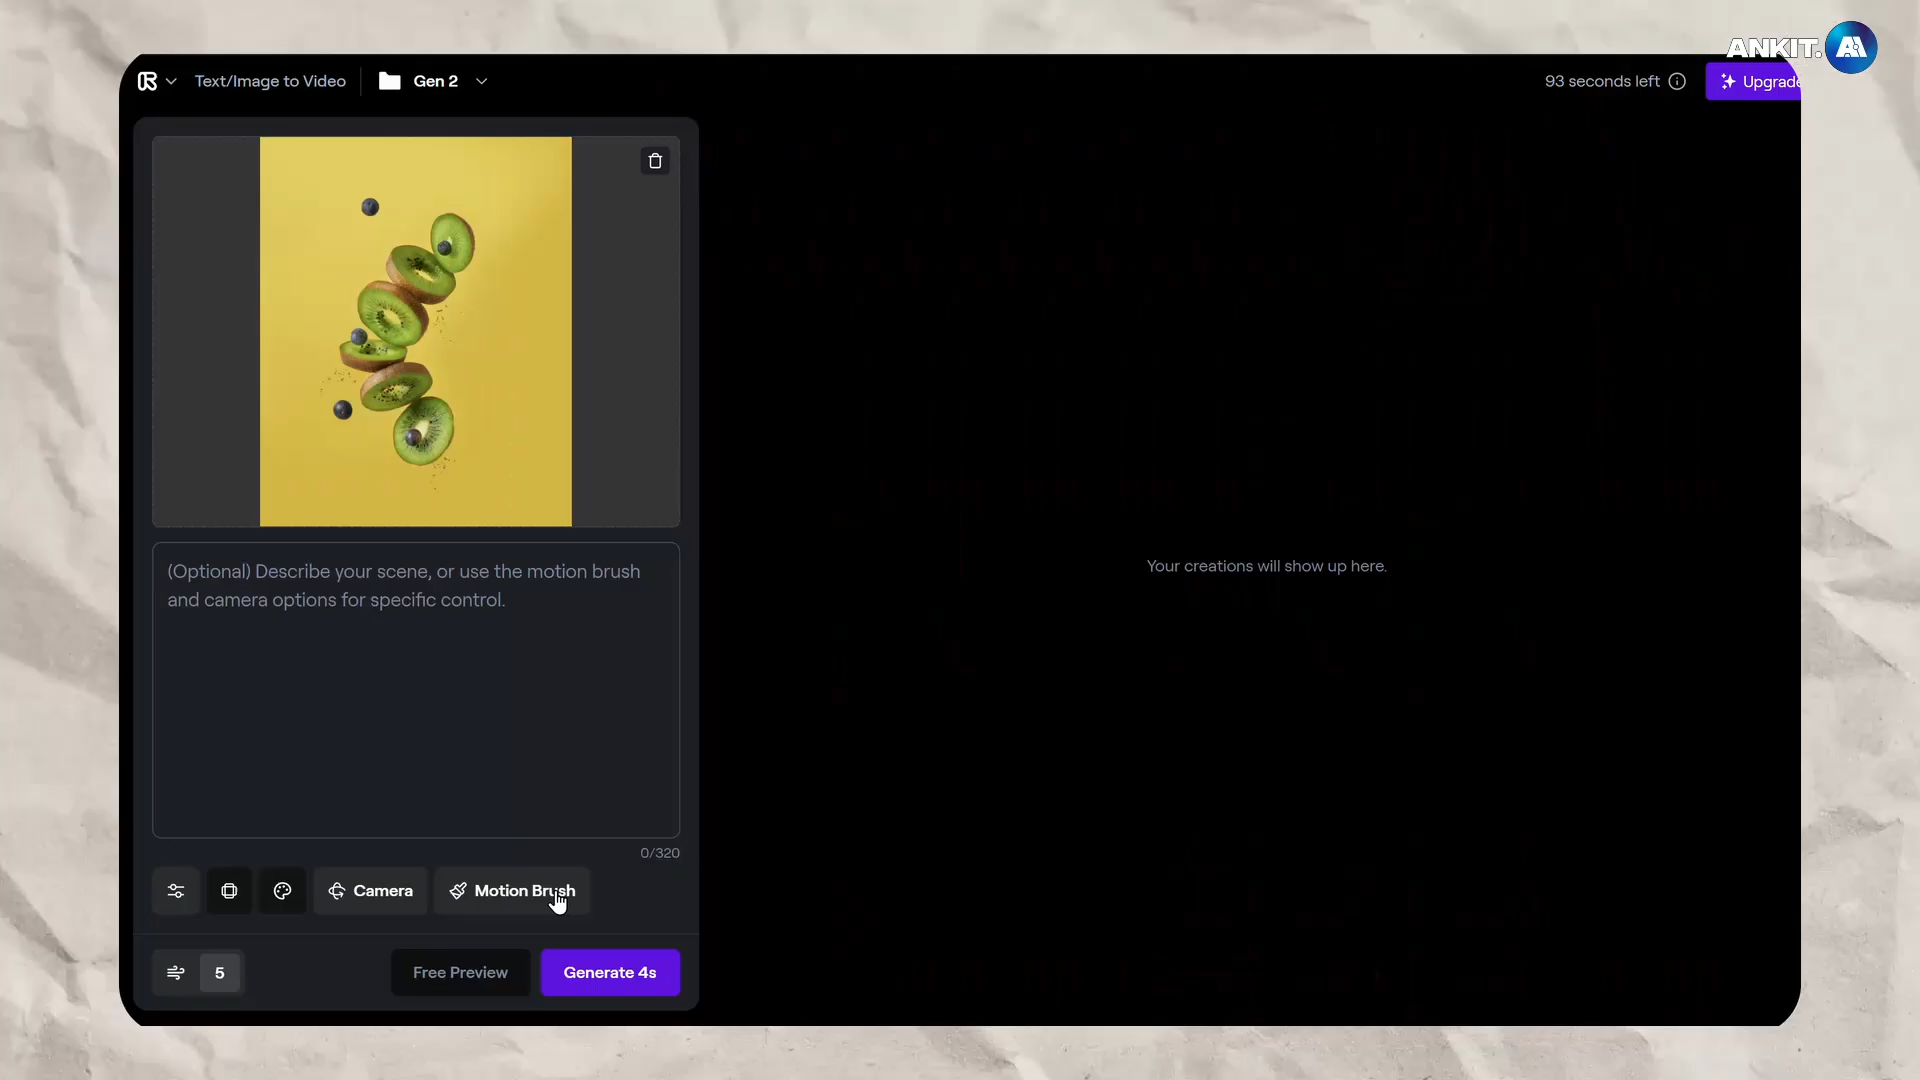 ANKIT.
Text/Image to Video
Gen 2
93 seconds left
Upgrade
(Optional) Describe your scene, or use the motion brush
and camera options for specific control.
Your creations will show up here.
0/320
Camera
Motion Brush
5
Free Preview
Generate 4s